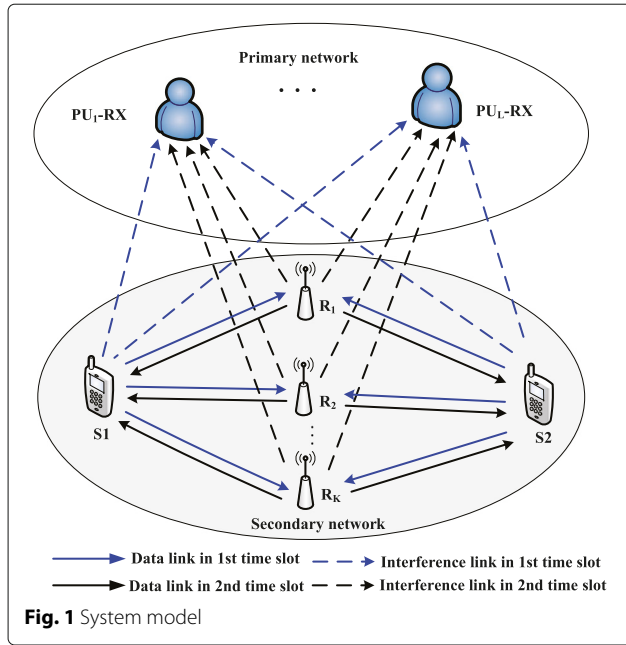 Primary network
. . .
PU1-RX
PUL-RX
R1
R2
S1
S2
RK
Secondary network
Data link in 1st time slot
Interference link in 1st time slot
Data link in 2nd time slot
Interference link in 2nd time slot
Fig. 1 System model